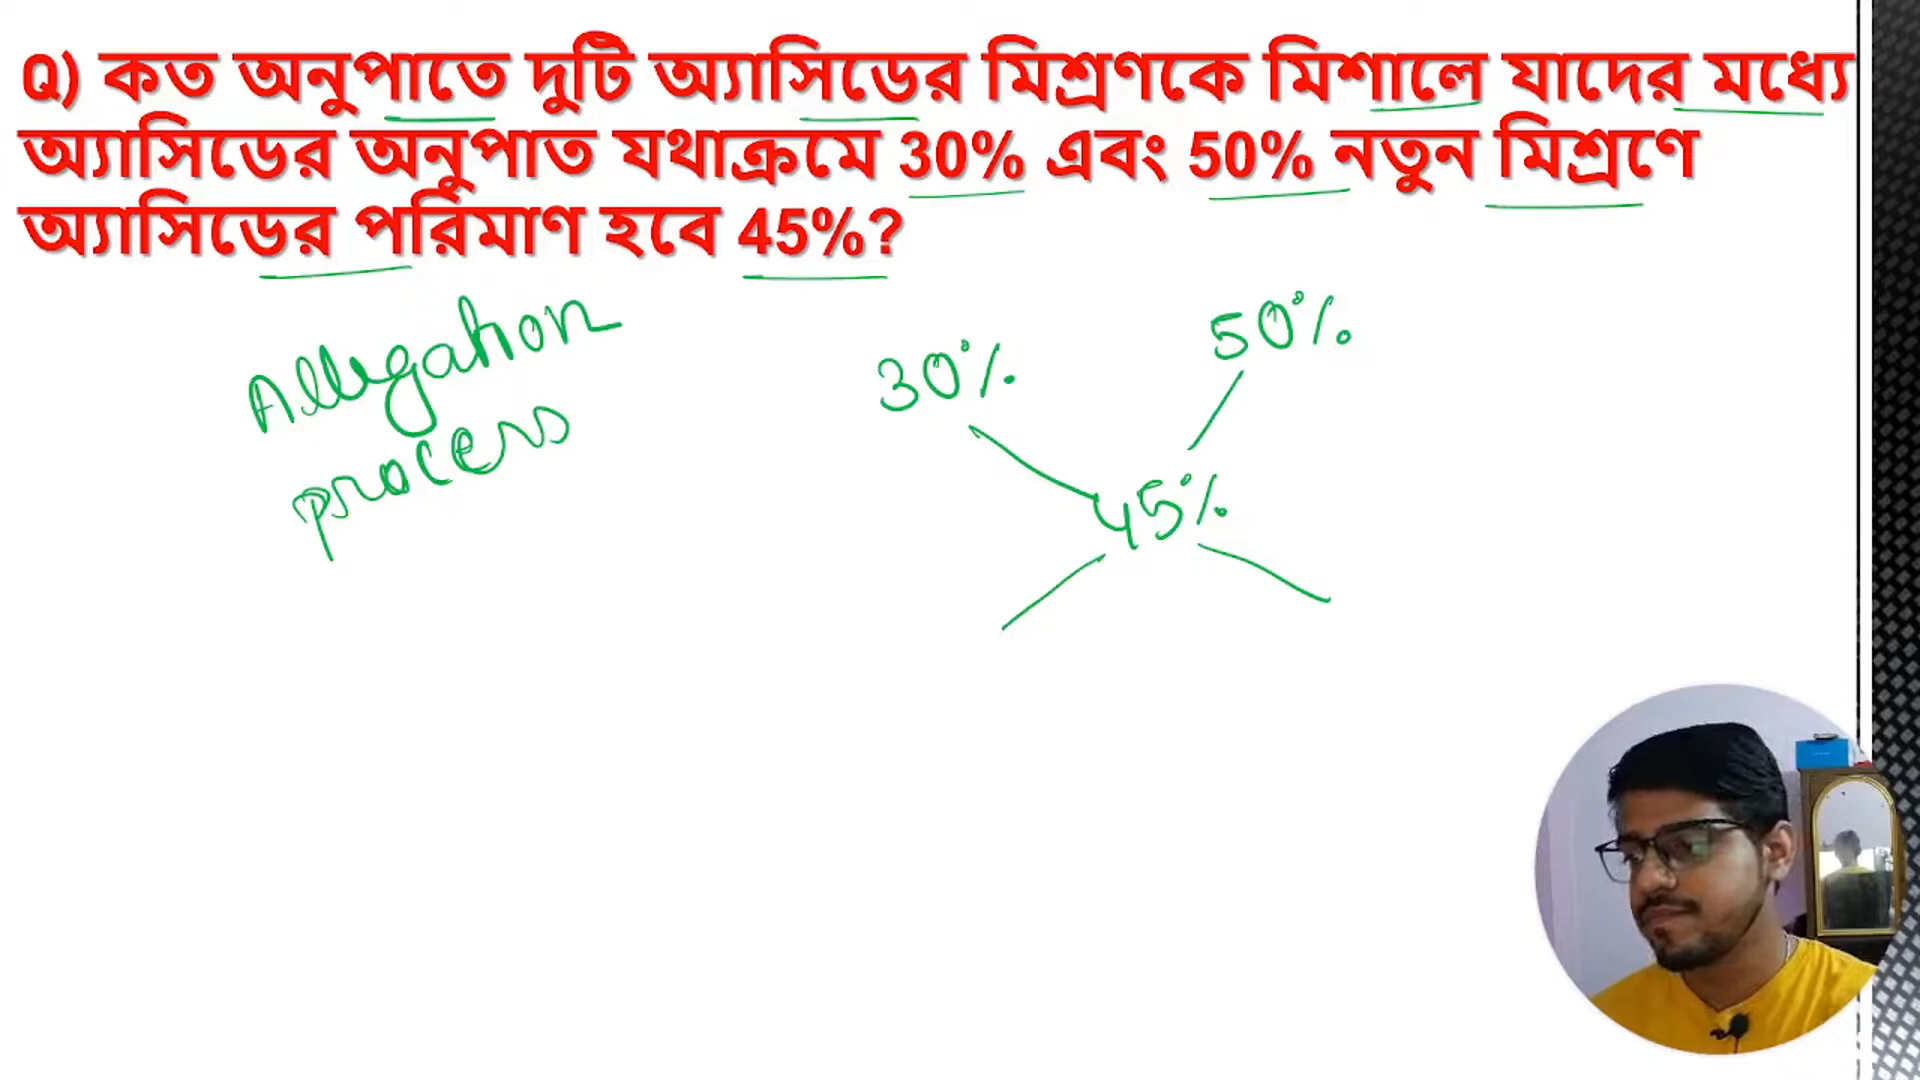 Q) কত অনুপাতে দুটি অ্যাসিডের মিশ্রণকে মিশালে যাদের মধ্যে
অ্যাসিডের অনুপাত যথাক্রমে 30% এবং 50% নতুন মিশ্রণে
অ্যাসিডের পরিমাণ হবে 45%?
Allegation
process
30%
50%
45%